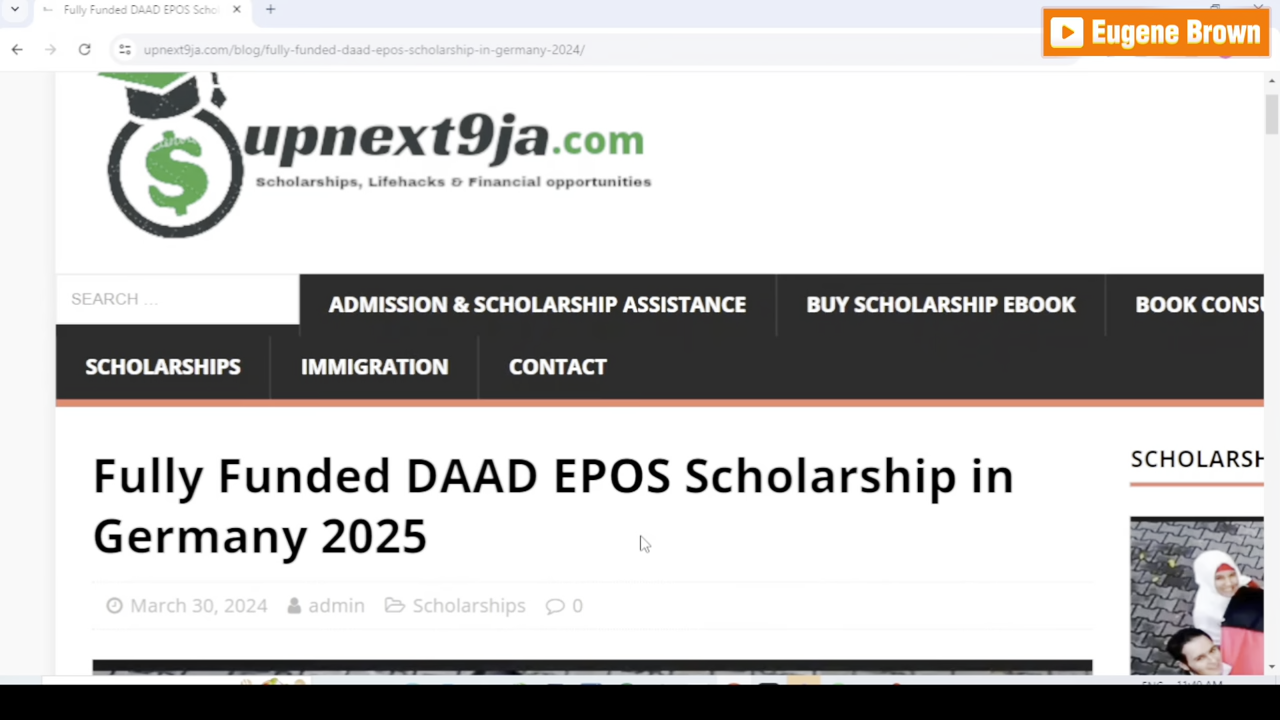 Fully Funded DAAD EPOS Schol
Eugene Brown
upnext9ja.com/blog/fully-funded-daad-epos-scholarship-in-germany-2024/
upnext9ja.com
Scholarships, Lifehacks & Financial opportunities
SEARCH …
ADMISSION & SCHOLARSHIP ASSISTANCE
BUY SCHOLARSHIP EBOOK
BOOK CONSU
SCHOLARSHIPS
IMMIGRATION
CONTACT
Fully Funded DAAD EPOS Scholarship in
Germany 2025
SCHOLARSH
March 30, 2024 admin Scholarships 0